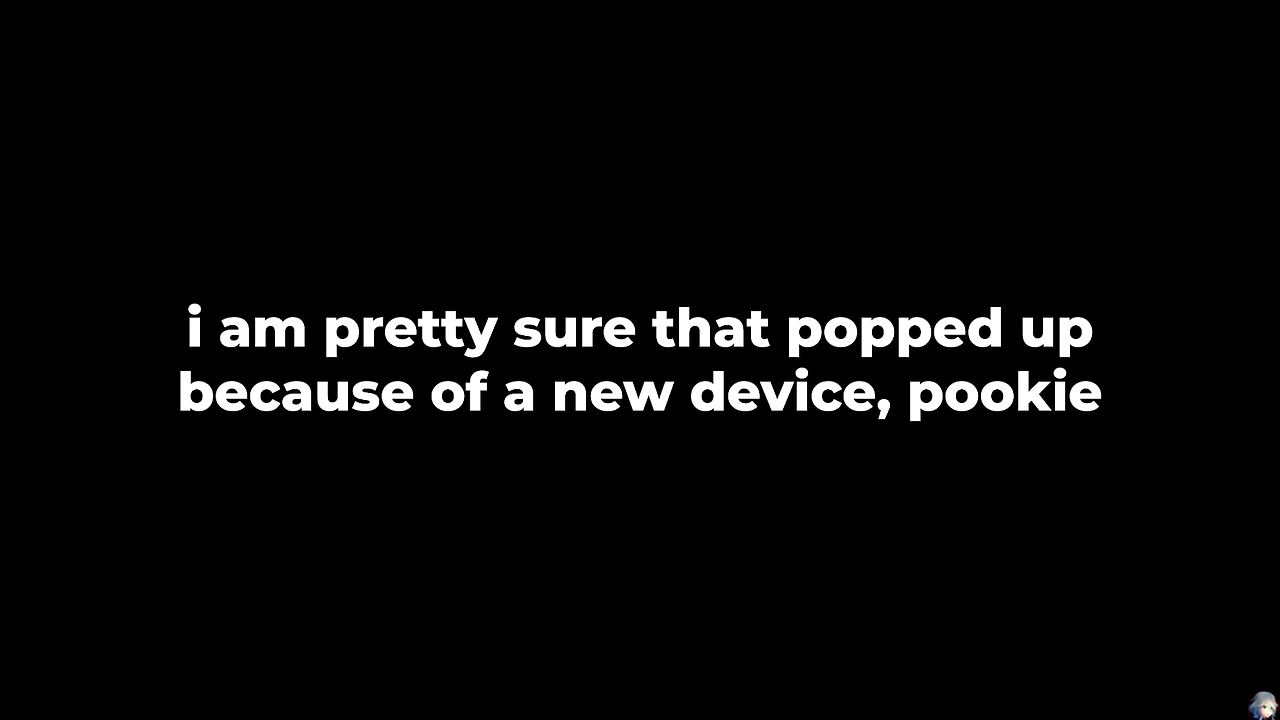 i am pretty sure that popped up
because of a new device, pookie